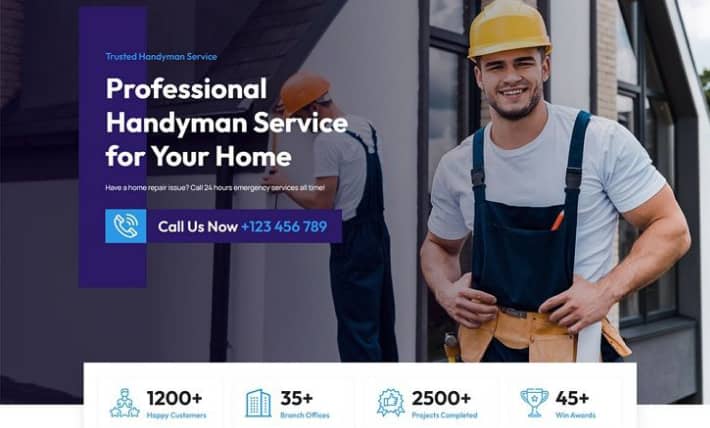 Trusted Handyman Service
Professional
Handyman Service
for Your Home
Have a home repair issue? Call 24 hours emergency services all time!
Call Us Now +123 456 789
1200+
Happy Customers
35+
Branch Offices
2500+
Projects Completed
45+
Win Awards